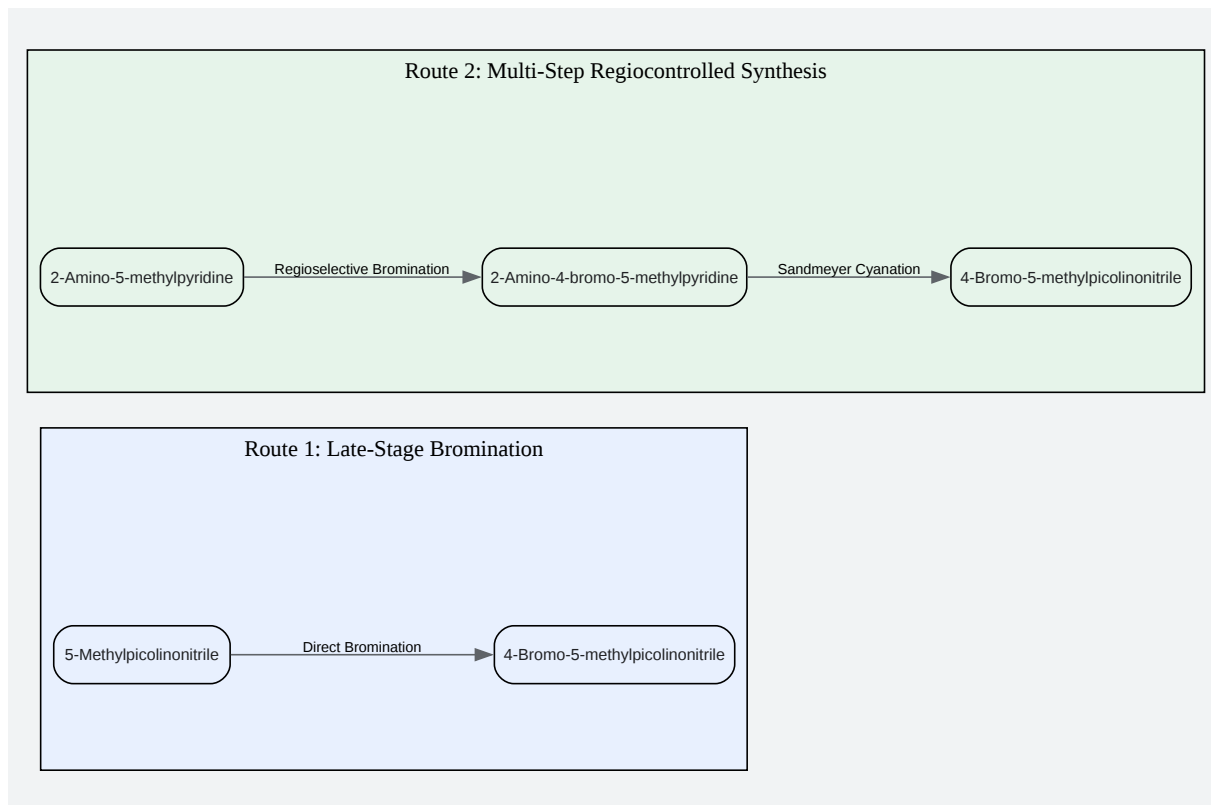 Route 2: Multi-Step Regiocontrolled Synthesis
2-Amino-5-methylpyridine
Regioselective Bromination
2-Amino-4-bromo-5-methylpyridine
Sandmeyer Cyanation
4-Bromo-5-methylpicolinonitrile
Route 1: Late-Stage Bromination
5-Methylpicolinonitrile
Direct Bromination
4-Bromo-5-methylpicolinonitrile